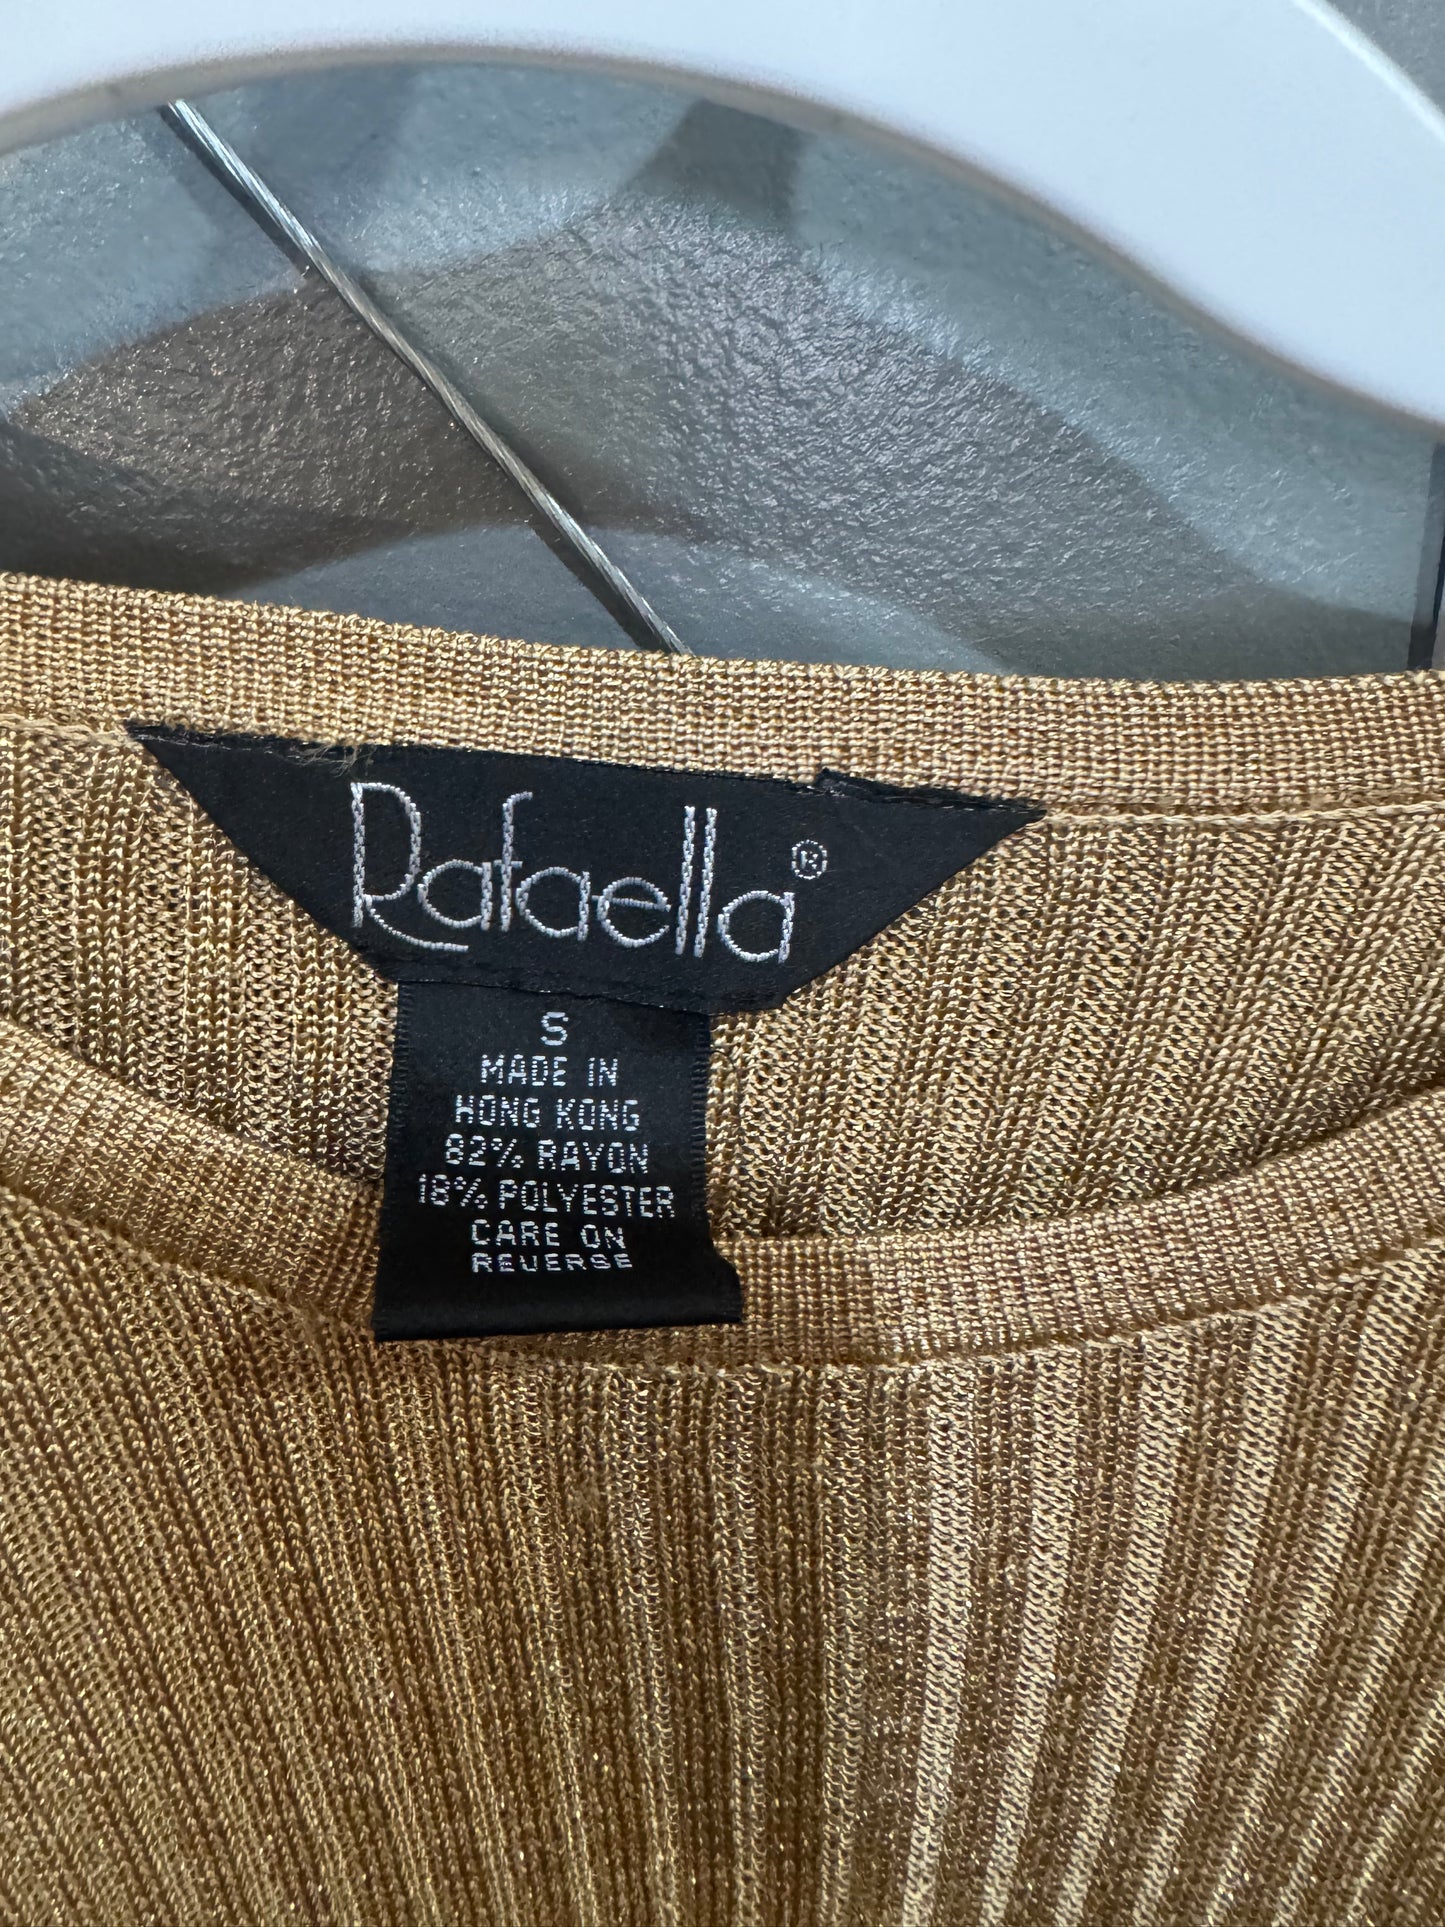 Rafaella®
S
MADE IN
HONG KONG
82% RAYON
18% POLYESTER
CARE ON
REVERSE